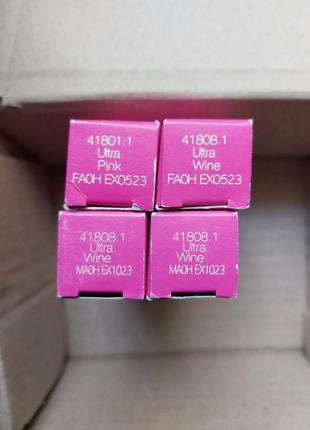 41801.1
Ultra
Pink
FA0H EX0523
41808.1
Ultra
Wine
FA0H EX0523
41808.1
Ultra
Wine
MA0H EX1023
41808.1
Ultra
Wine
MA0H EX1023